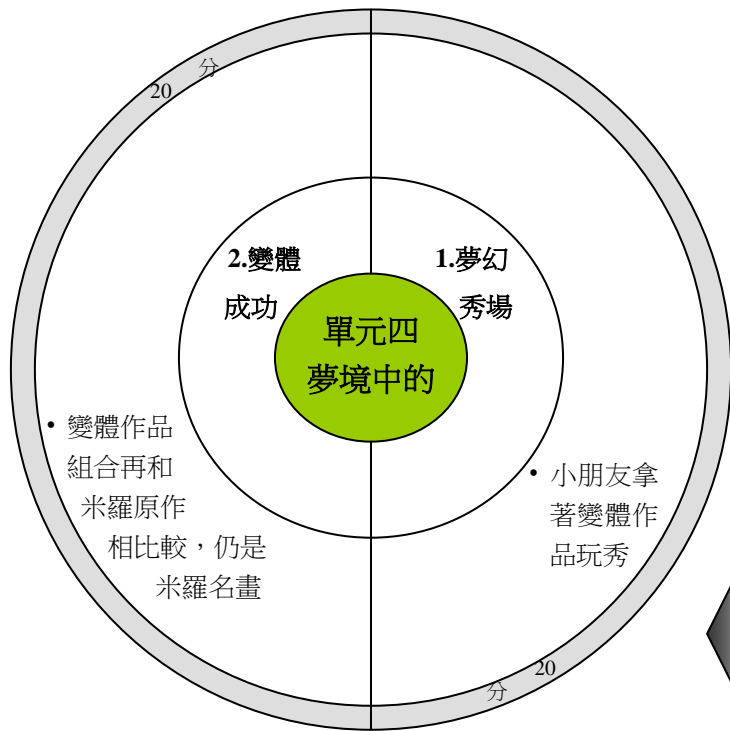 20 分
2.變體
成功
1.夢幻
秀場
單元四
夢境中的
• 變體作品
組合再和
米羅原作
相比較，仍是
米羅名畫
• 小朋友拿
著變體作
品玩秀
20
分